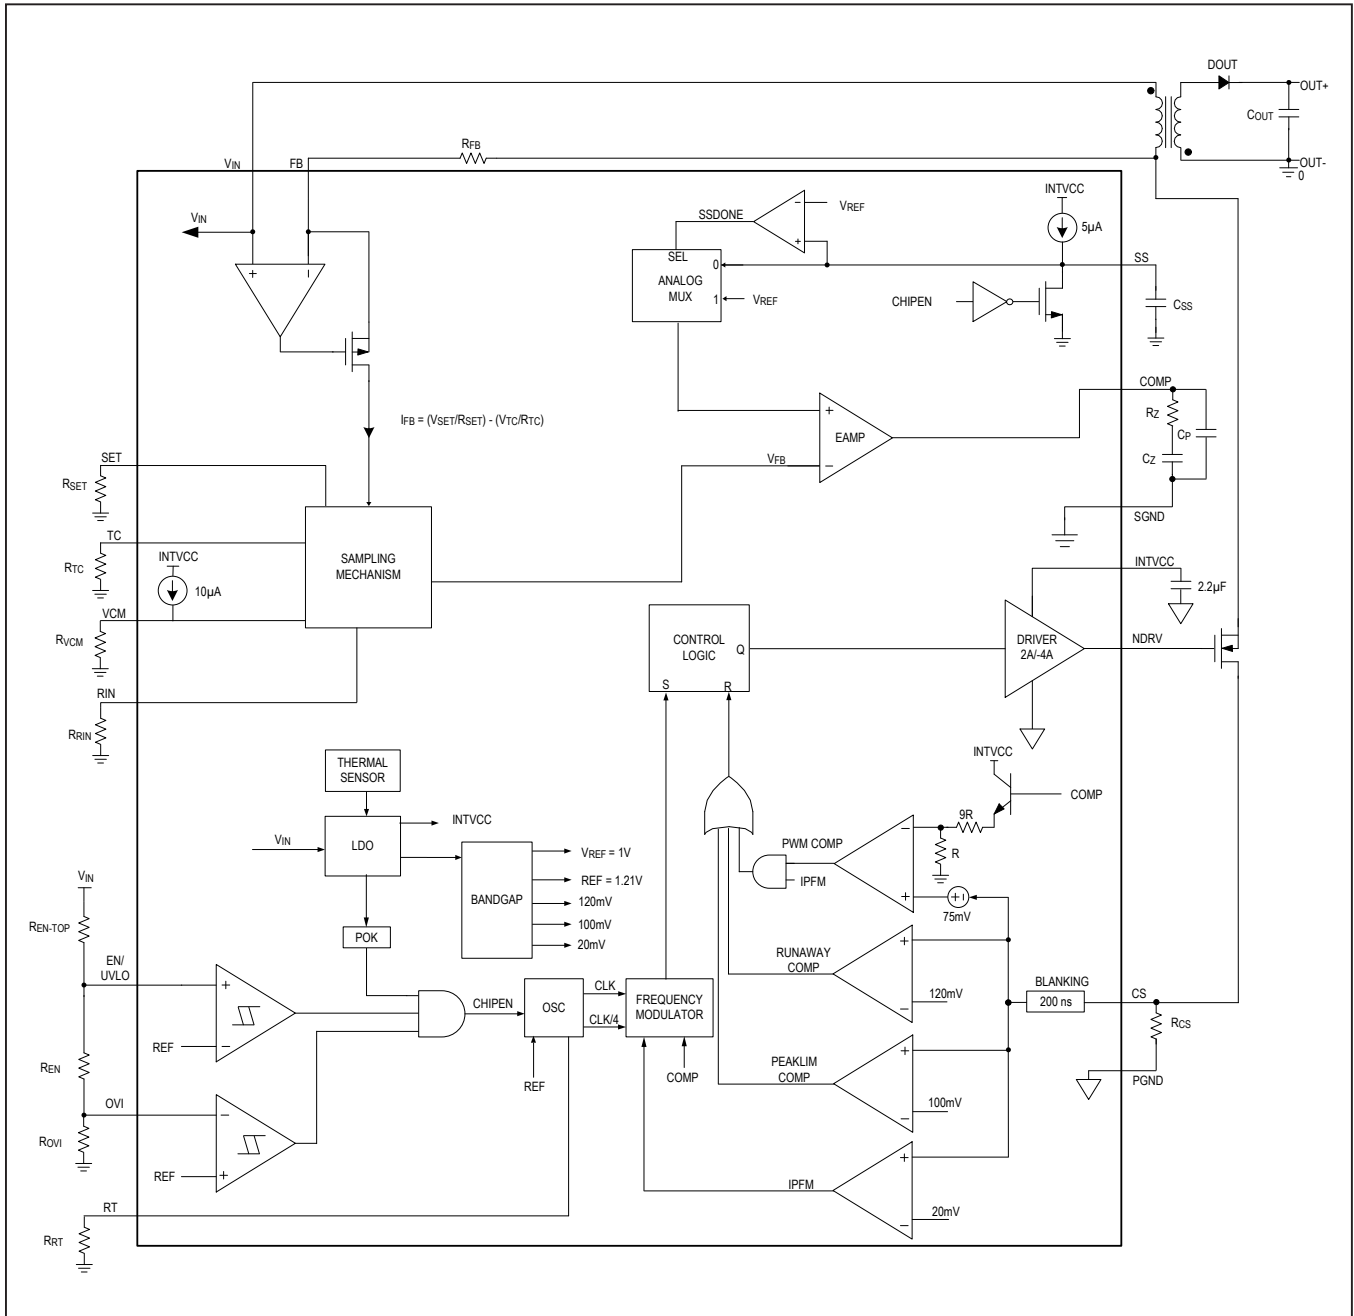 DOUT
OUT+
COUT
OUT-
0
RFB
VIN
FB
VIN
INTVCC
5µA
SSDONE
VREF
SEL
ANALOG
MUX
0
1
VREF
SS
CSS
CHIPEN
+
−
IFB = (VSET/RSET) - (VTC/RTC)
COMP
RZ
CP
CZ
SGND
+
EAMP
−
VFB
SET
RSET
TC
RTC
INTVCC
10µA
VCM
RVCM
RIN
RRIN
SAMPLING
MECHANISM
INTVCC
2.2µF
CONTROL
LOGIC
Q
S
R
DRIVER
2A/-4A
NDRV
THERMAL
SENSOR
INTVCC
COMP
9R
R
PWM COMP
IPFM
−
+
+ −
75mV
VIN
LDO
INTVCC
BANDGAP
VREF = 1V
REF = 1.21V
120mV
100mV
20mV
POK
VIN
REN-TOP
EN/
UVLO
REF
+
−
REN
OVI
ROVI
REF
−
+
CHIPEN
OSC
CLK
CLK/4
REF
FREQUENCY
MODULATOR
COMP
RUNAWAY
COMP
+
−
120mV
BLANKING
200 ns
CS
RCS
PGND
PEAKLIM
COMP
+
−
100mV
IPFM
+
−
20mV
RT
RRT